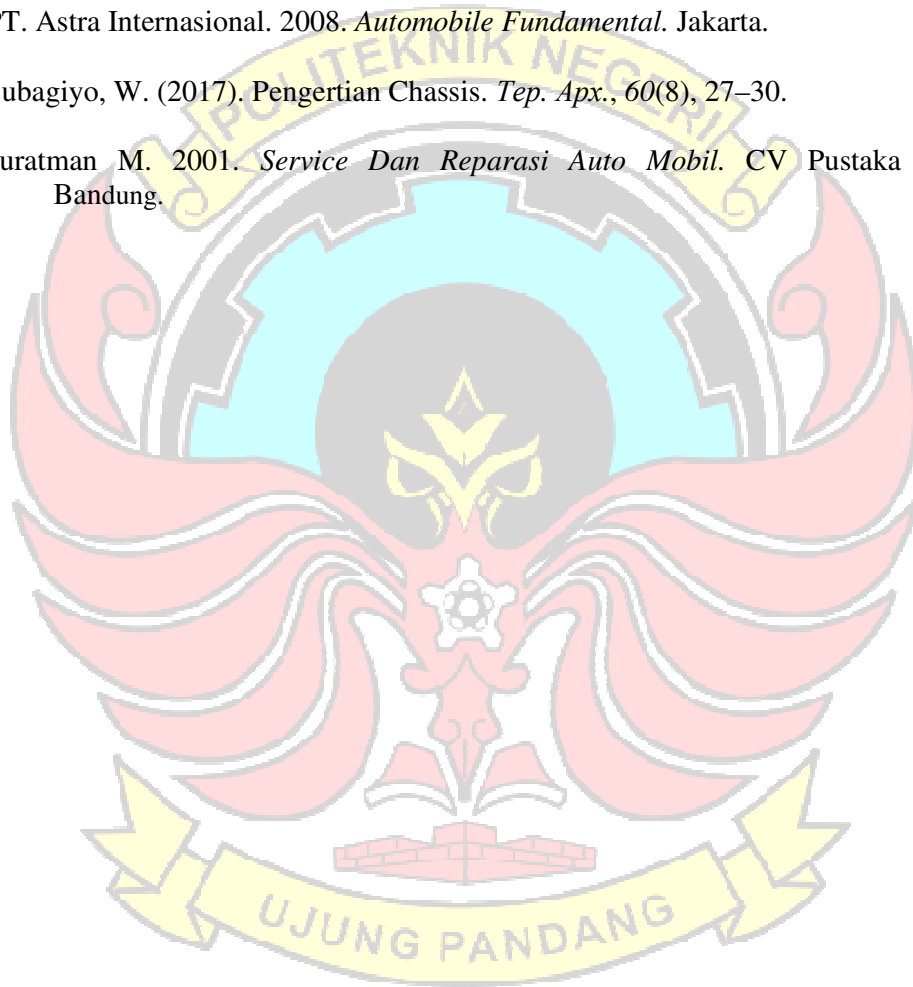 PT. Astra Internasional. 2008. Automobile Fundamental. Jakarta.
POLITEKNIK NEGERI
ubagiyo, W. (2017). Pengertian Chassis. Tep. Apx., 60(8), 27–30.
uratman M. 2001. Service Dan Reparasi Auto Mobil. CV Pustaka
Bandung.
UJUNG PANDANG